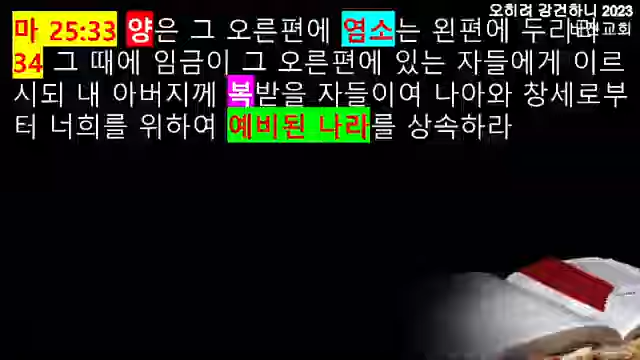 오히려 강건하니 2023
교회
마 25:33 양은 그 오른편에 염소는 왼편에 두리
34 그 때에 임금이 그 오른편에 있는 자들에게 이르
시되 내 아버지께 복받을 자들이여 나아와 창세로부
터 너희를 위하여 예비된 나라를 상속하라